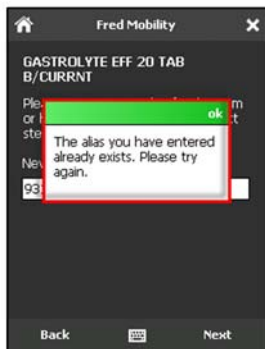 Fred Mobility
GASTROLYTE EFF 20 TAB
B/CURRNT
ok
The alias you have entered
already exists. Please try
again.
Back
Next